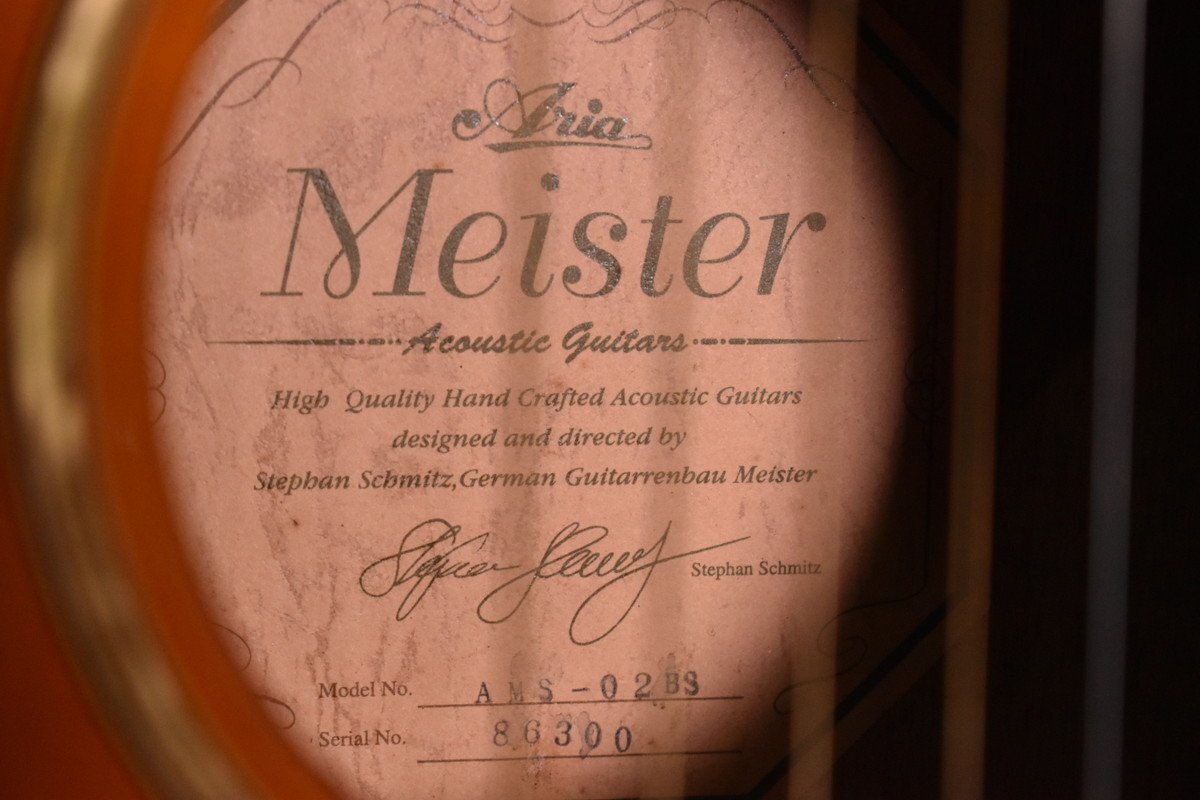 Aria
Meister
Acoustic Guitars
High Quality Hand Crafted Acoustic Guitars
designed and directed by
Stephan Schmitz,German Guitarrenbau Meister
Stephan Schmitz
Model No. AMS-02BS
Serial No. 86300